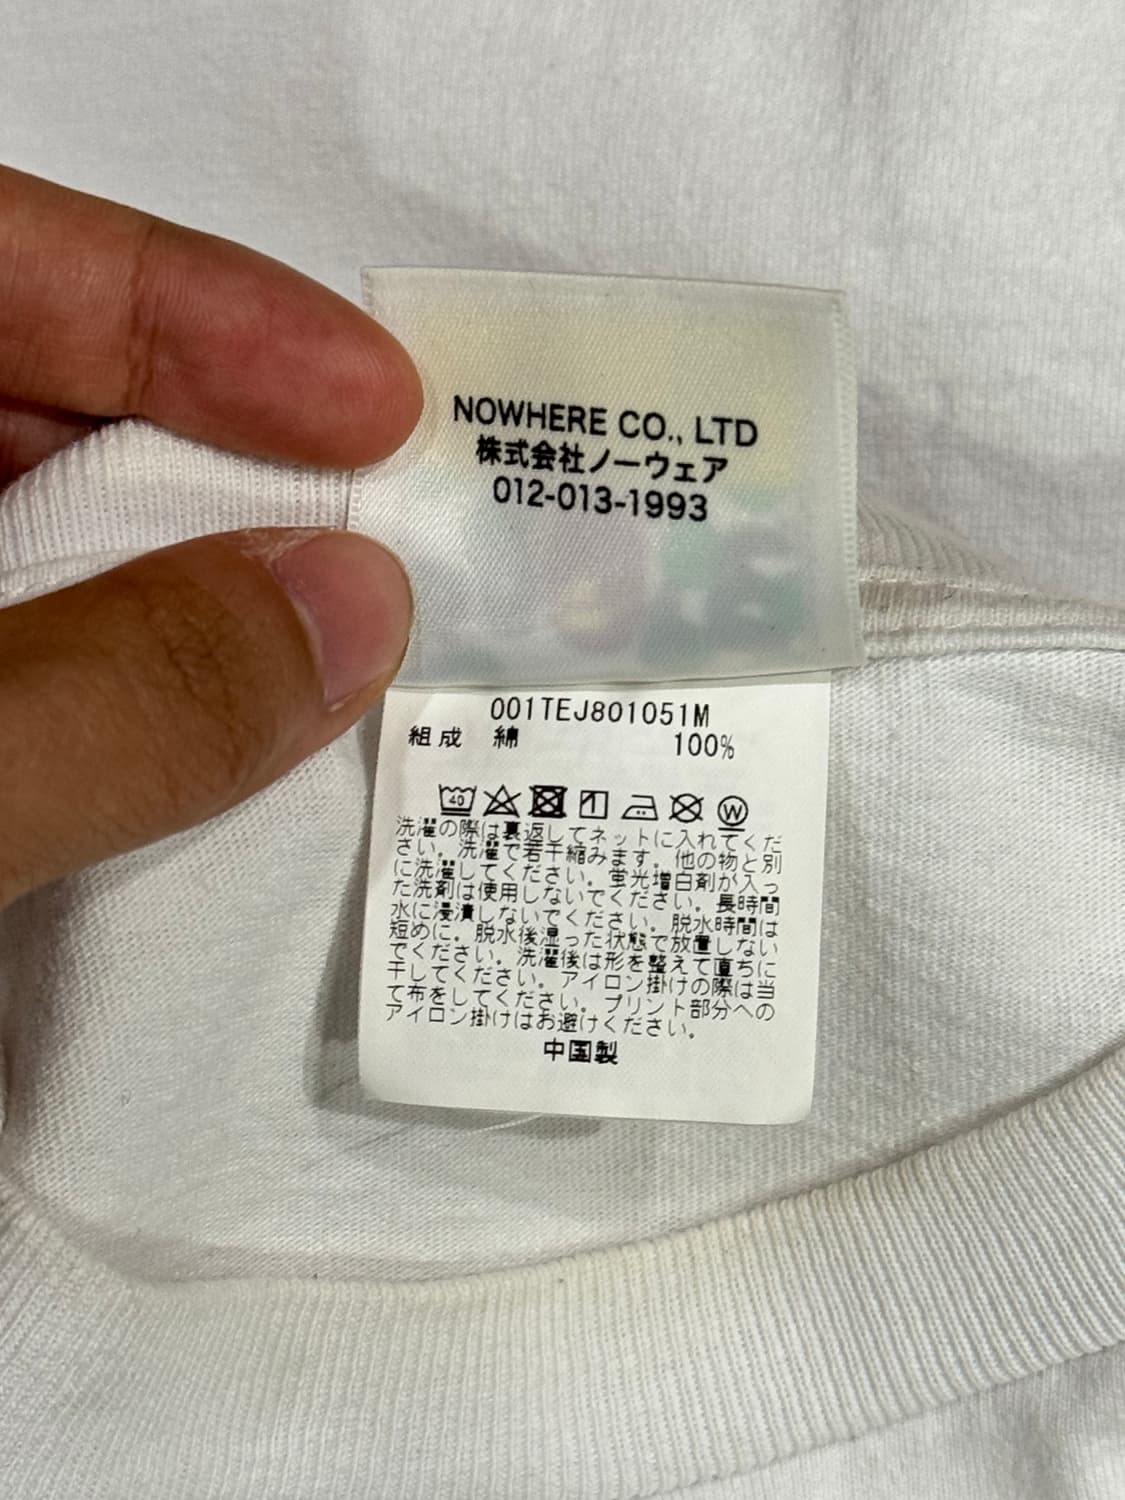 NOWHERE CO., LTD
株式会社ノーウェア
012-013-1993
001TEJ801051M
組成 綿 100%
40 W
洗濯の際は裏返してネットに入れてくだ
さい。洗濯で若干縮みます。他の物と別
に洗濯してください。蛍光増白剤が入っ
た洗剤は使用しないでください。長時間
水に浸漬しないでください。脱水時間は
短めに。脱水後湿った状態で放置しない
でください。洗濯後は形を整えて直ちに
干してください。アイロン掛けの際は当
て布をしてください。プリント部分への
アイロン掛けはお避けください。
中国製